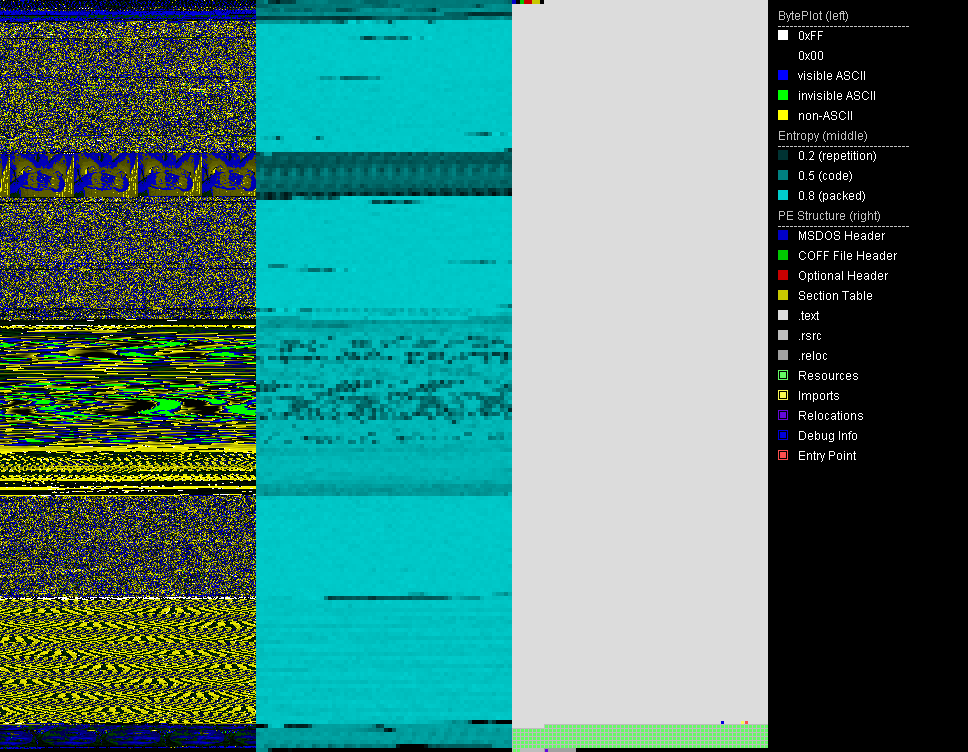 BytePlot (left)
0xFF
0x00
visible ASCII
invisible ASCII
non-ASCII
Entropy (middle)
0.2 (repetition)
0.5 (code)
0.8 (packed)
PE Structure (right)
MSDOS Header
COFF File Header
Optional Header
Section Table
.text
.rsrc
.reloc
Resources
Imports
Relocations
Debug Info
Entry Point